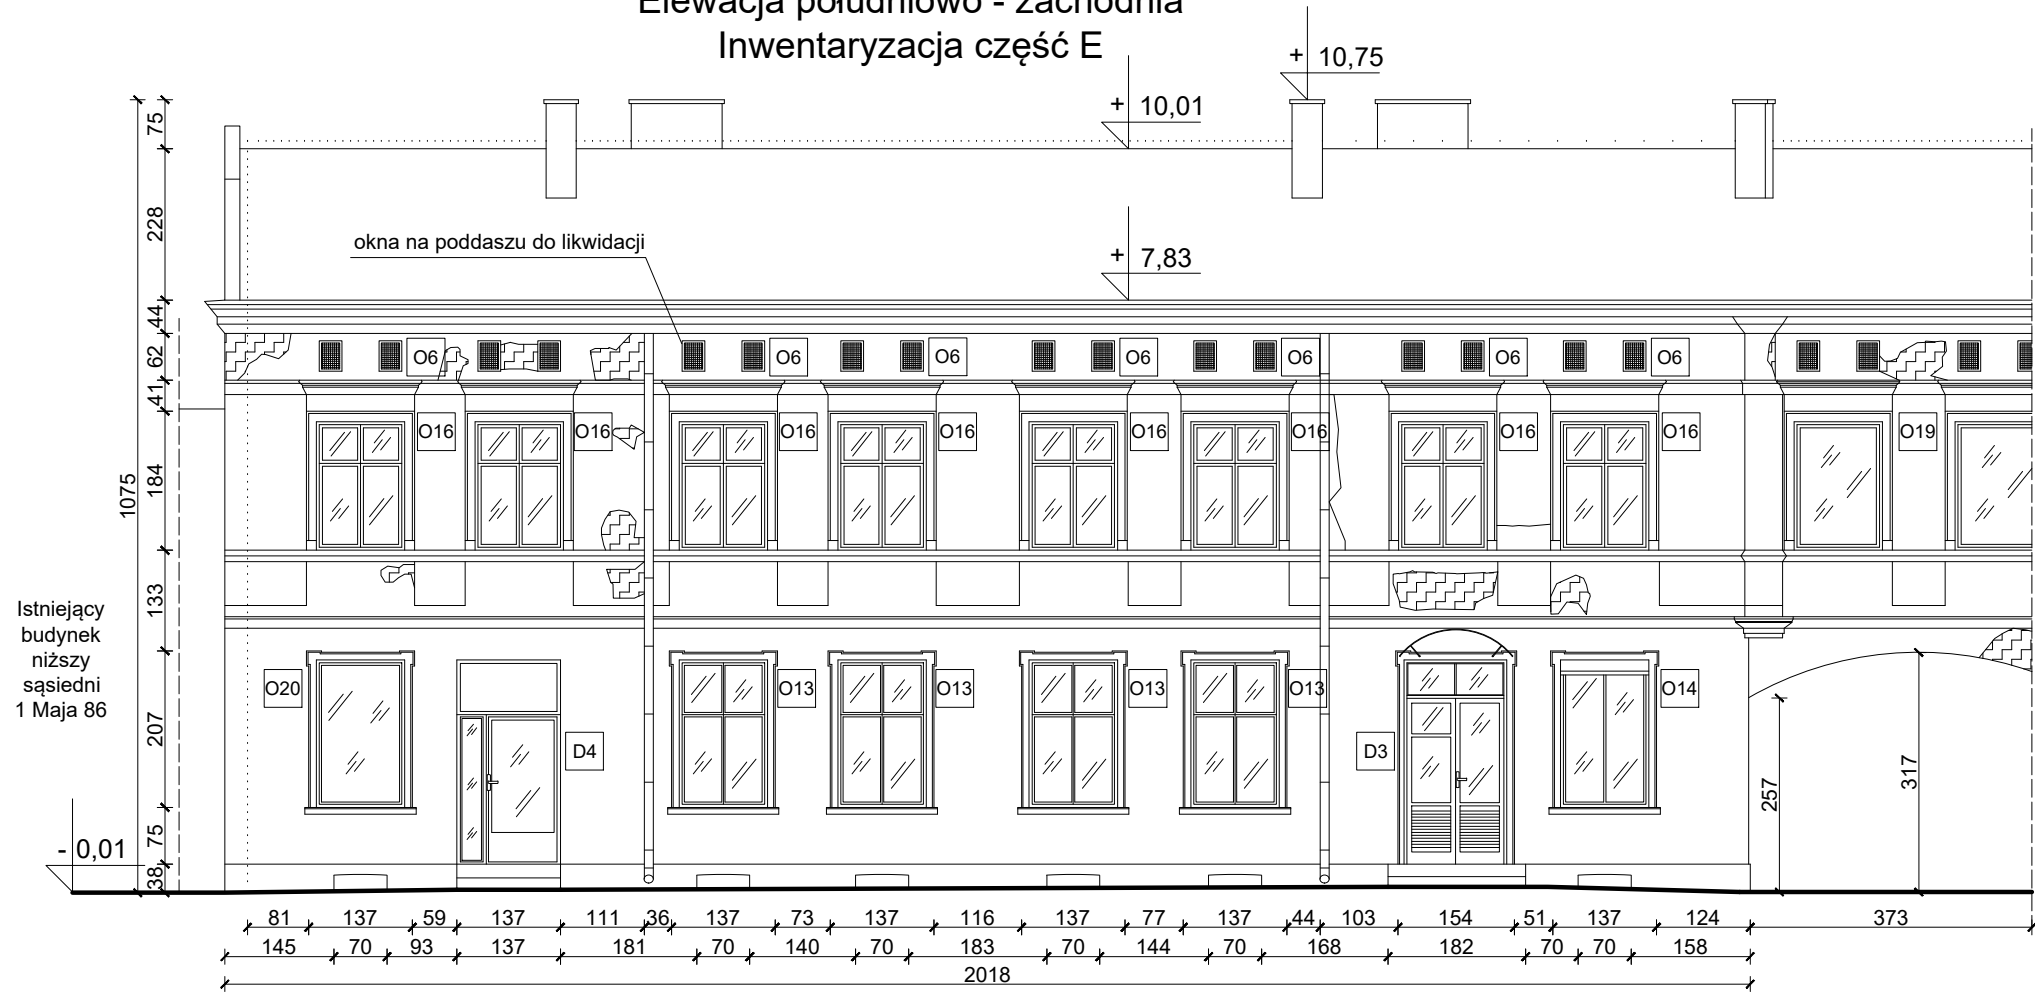 Elewacja południowo - zachodnia
Inwentaryzacja część E
+ 10,75
+ 10,01
+ 7,83
okna na poddaszu do likwidacji
75
228
44
62
41
184
133
207
75
38
1075
O6 O6 O6 O6 O6 O6 O6
O16 O16 O16 O16 O16 O16 O16 O16 O19
Istniejący
budynek
niższy
sąsiedni
1 Maja 86
O20 O13 O13 O13 O13 O14
D4 D3
257 317
- 0,01
81 137 59 137 111 36 137 73 137 116 137 77 137 44 103 154 51 137 124 373
145 70 93 137 181 70 140 70 183 70 144 70 168 182 70 70 158
2018